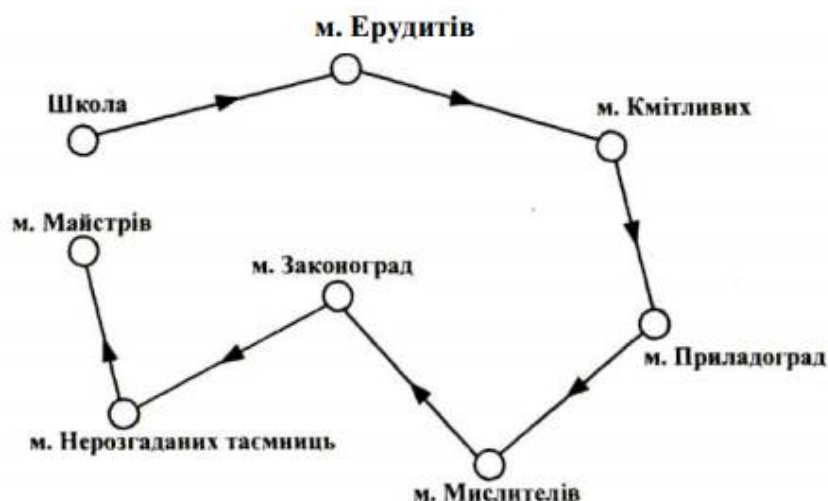 м. Ерудитів
Школа
м. Кмітливих
м. Майстрів
м. Законоград
м. Приладоград
м. Нерозгаданих таємниць
м. Мислителів